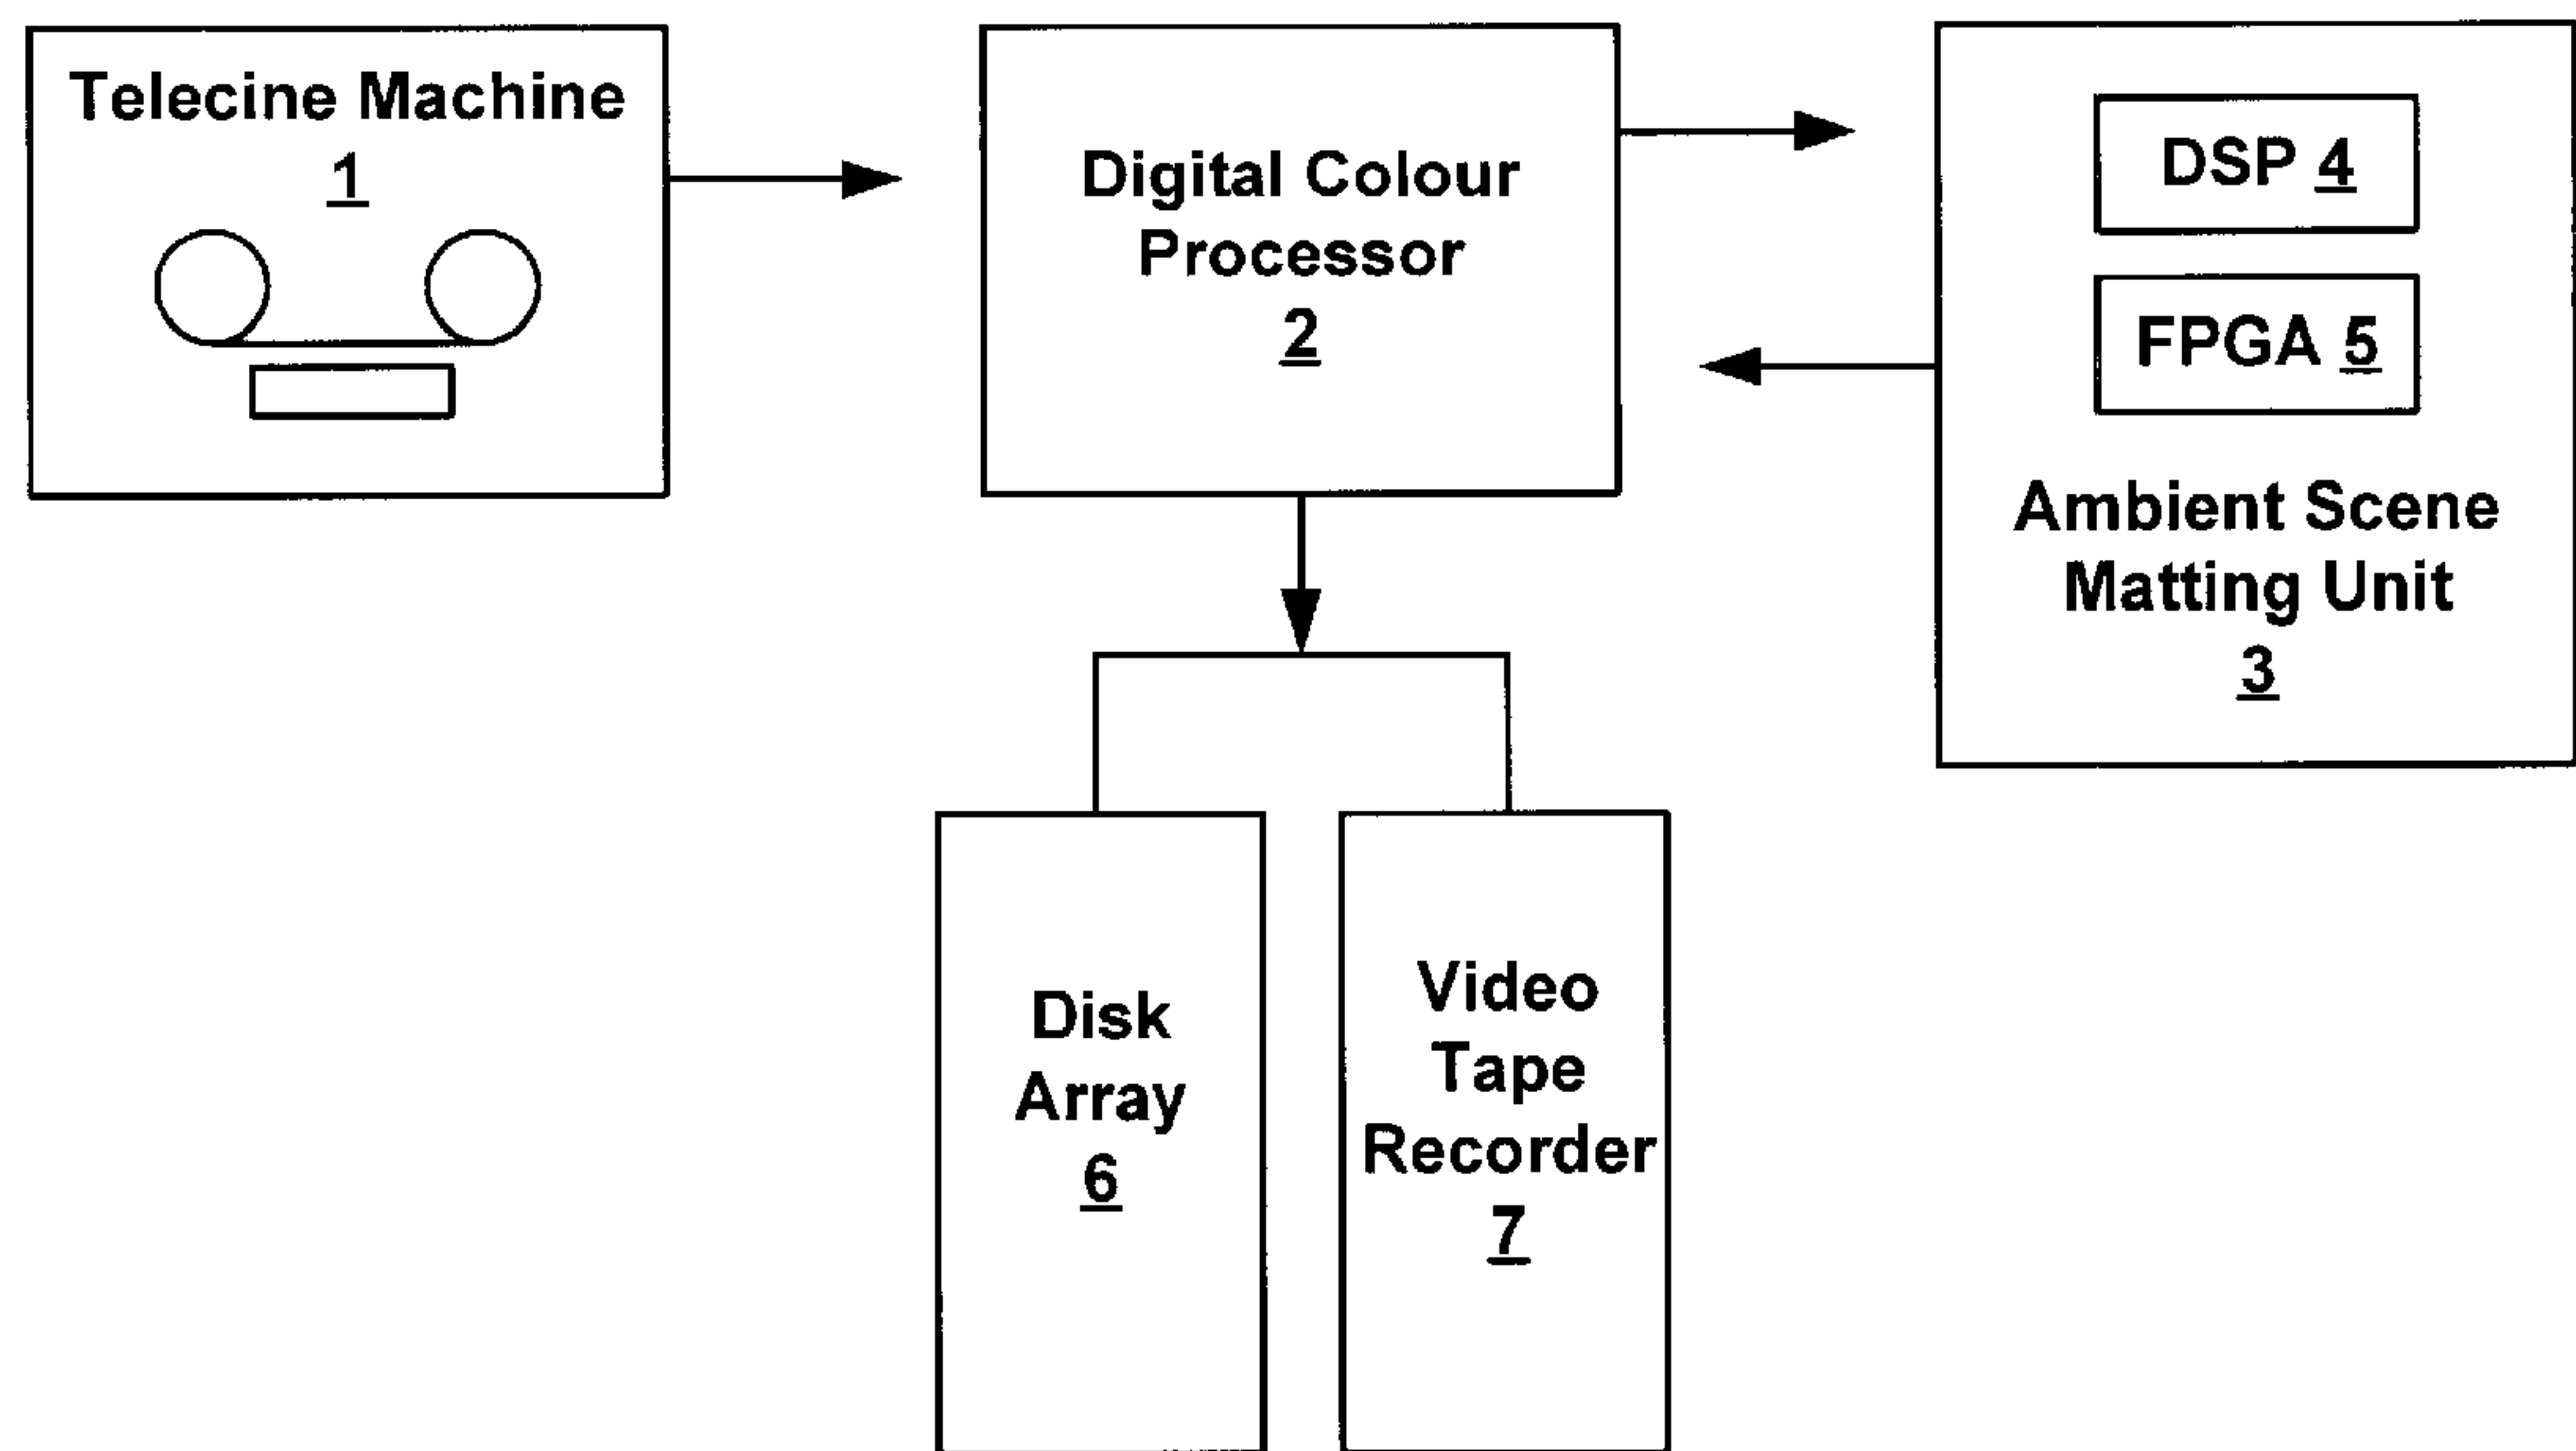 Telecine Machine
1
Digital Colour
Processor
2
DSP 4
FPGA 5
Ambient Scene
Matting Unit
3
Disk
Array
6
Video
Tape
Recorder
7